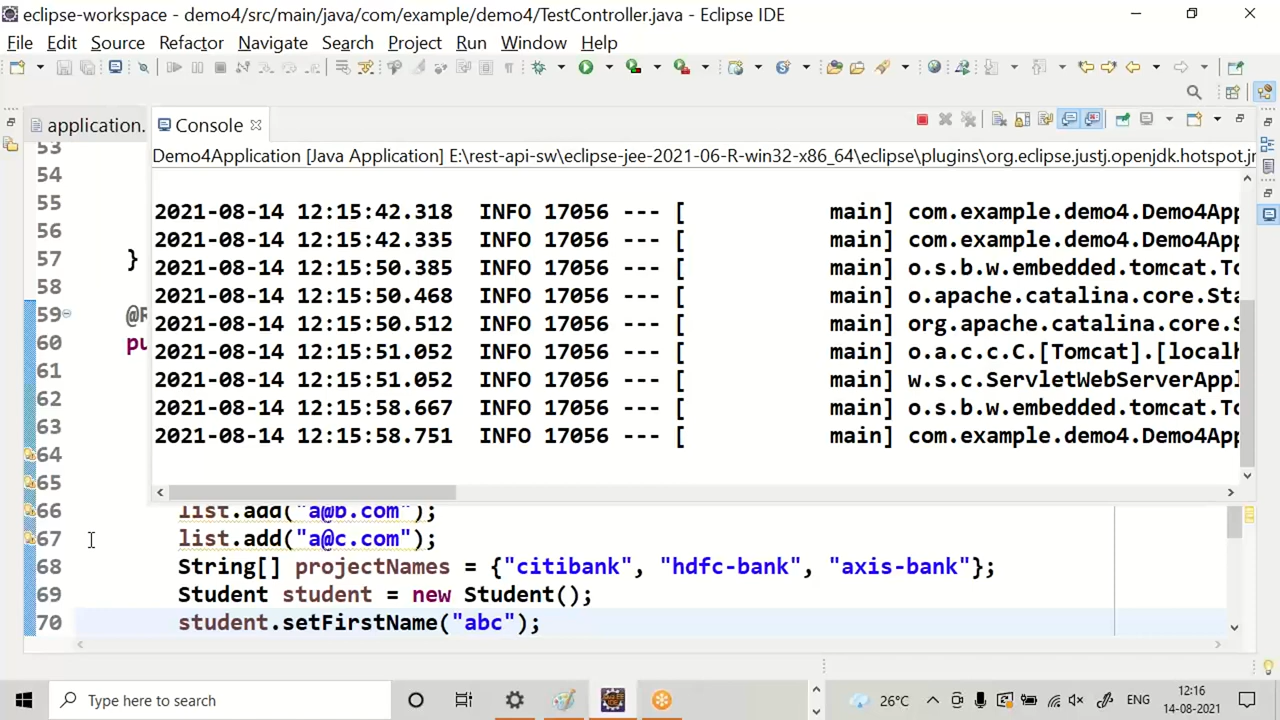 eclipse-workspace - demo4/src/main/java/com/example/demo4/TestController.java - Eclipse IDE
File Edit Source Refactor Navigate Search Project Run Window Help
application. Console
Demo4Application [Java Application] E:\rest-api-sw\eclipse-jee-2021-06-R-win32-x86_64\eclipse\plugins\org.eclipse.justj.openjdk.hotspot.jr
53
54
2021-08-14 12:15:42.318 INFO 17056 --- [ main] com.example.demo4.Demo4App
55
56
2021-08-14 12:15:42.335 INFO 17056 --- [ main] com.example.demo4.Demo4App
57 }
2021-08-14 12:15:50.385 INFO 17056 --- [ main] o.s.b.w.embedded.tomcat.To
58
2021-08-14 12:15:50.468 INFO 17056 --- [ main] o.apache.catalina.core.Sta
59 @R
2021-08-14 12:15:50.512 INFO 17056 --- [ main] org.apache.catalina.core.S
60 pu
2021-08-14 12:15:51.052 INFO 17056 --- [ main] o.a.c.c.C.[Tomcat].[localh
61
2021-08-14 12:15:51.052 INFO 17056 --- [ main] w.s.c.ServletWebServerAppl
62
2021-08-14 12:15:58.667 INFO 17056 --- [ main] o.s.b.w.embedded.tomcat.To
63
2021-08-14 12:15:58.751 INFO 17056 --- [ main] com.example.demo4.Demo4App
64
65
66 list.add("a@b.com");
67 list.add("a@c.com");
68 String[] projectNames = {"citibank", "hdfc-bank", "axis-bank"};
69 Student student = new Student();
70 student.setFirstName("abc");
Type here to search
26°C
ENG
12:16
14-08-2021